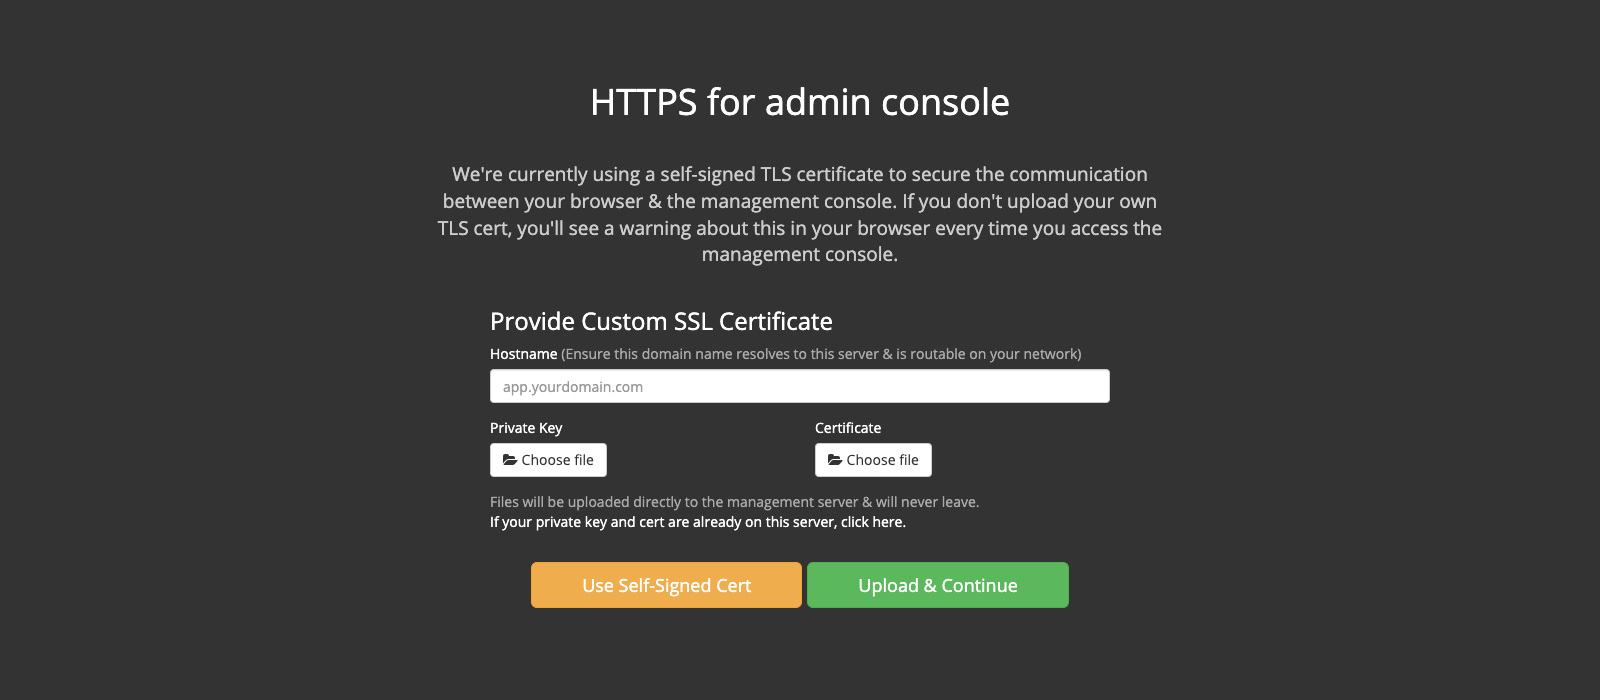 HTTPS for admin console
We're currently using a self-signed TLS certificate to secure the communication
between your browser & the management console. If you don't upload your own
TLS cert, you'll see a warning about this in your browser every time you access the
management console.
Provide Custom SSL Certificate
Hostname (Ensure this domain name resolves to this server & is routable on your network)
app.yourdomain.com
Private Key
Certificate
Choose file
Choose file
Files will be uploaded directly to the management server & will never leave.
If your private key and cert are already on this server, click here.
Use Self-Signed Cert
Upload & Continue